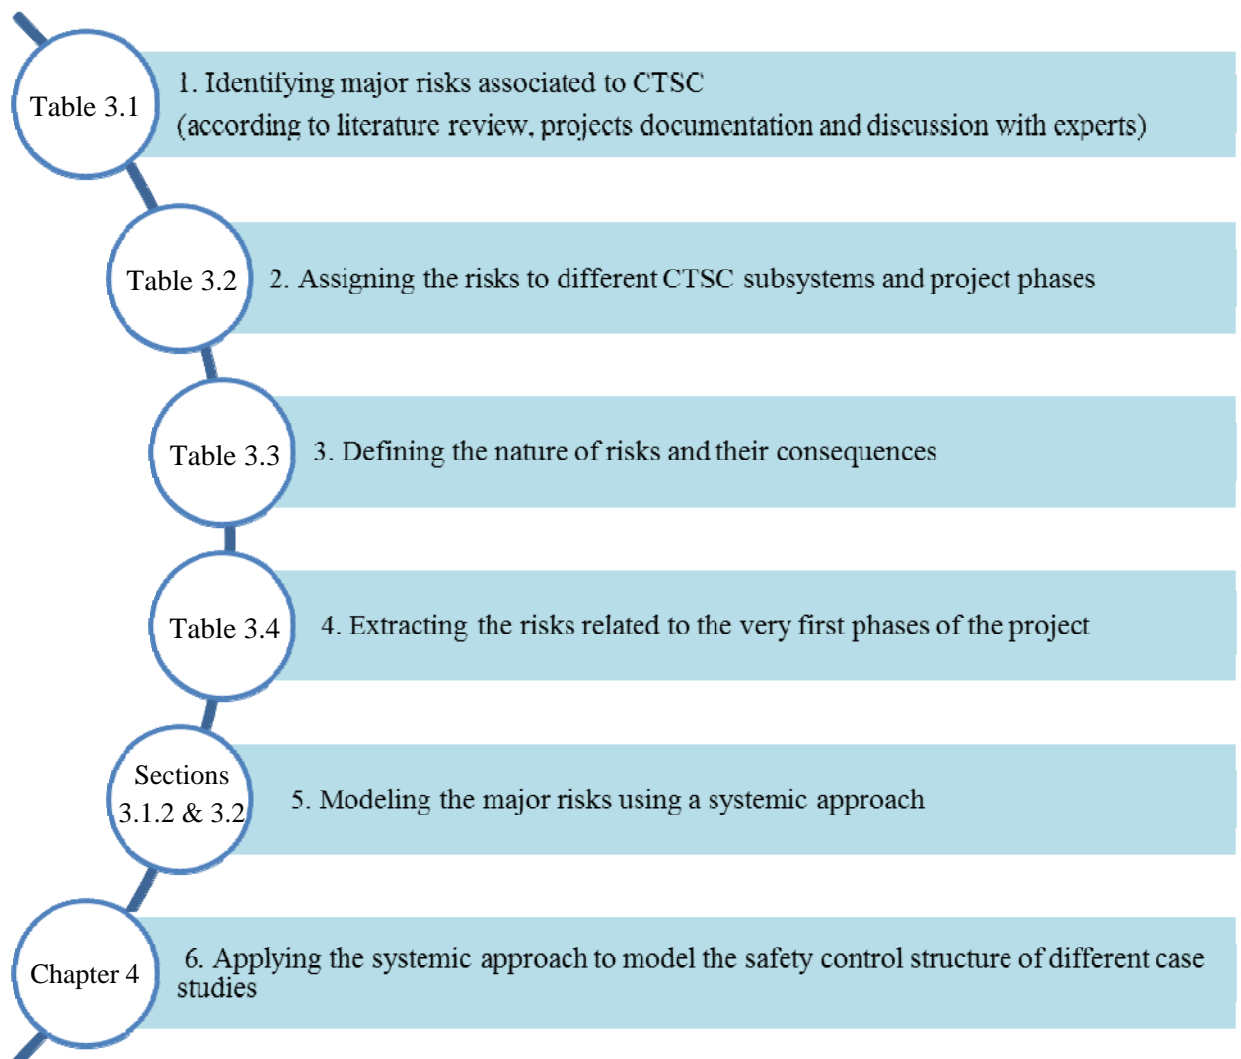 Table 3.1
1. Identifying major risks associated to CTSC
(according to literature review, projects documentation and discussion with experts)
Table 3.2
2. Assigning the risks to different CTSC subsystems and project phases
Table 3.3
3. Defining the nature of risks and their consequences
Table 3.4
4. Extracting the risks related to the very first phases of the project
Sections
3.1.2 & 3.2
5. Modeling the major risks using a systemic approach
Chapter 4
6. Applying the systemic approach to model the safety control structure of different case
studies